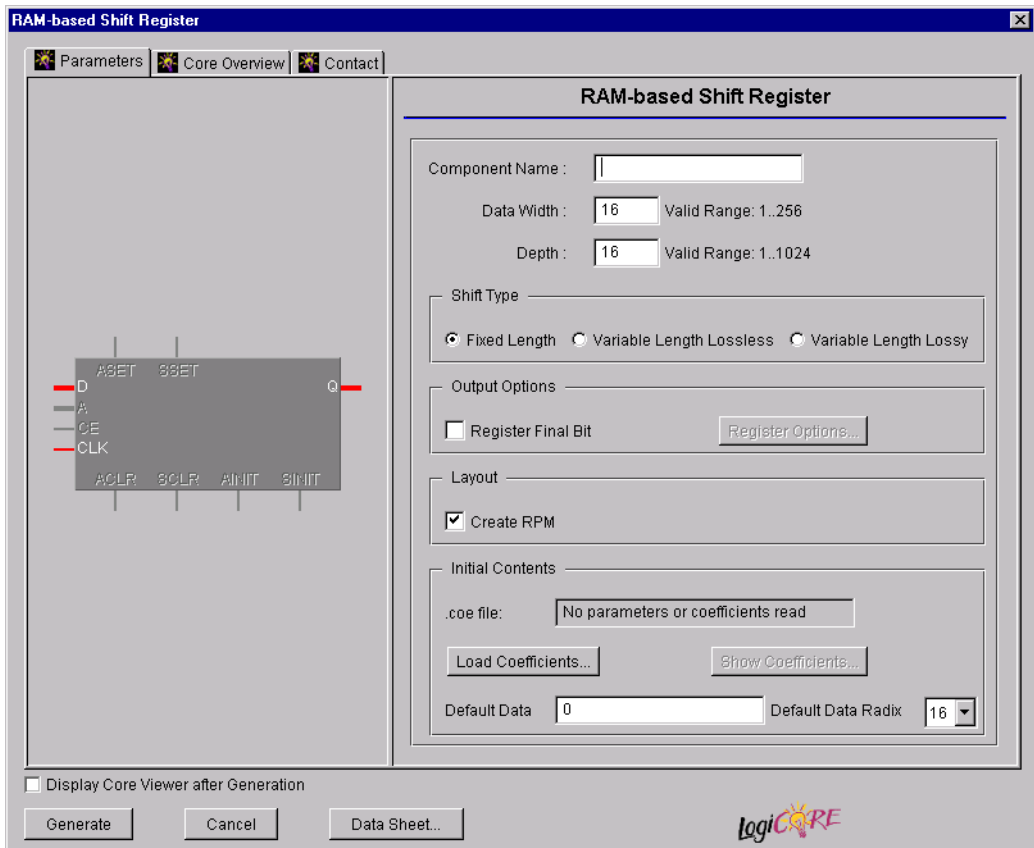 RAM-based Shift Register
Parameters
Core Overview
Contact
ASET SSET
D Q
A
CE
CLK
ACLR SCLR AINIT SINIT
RAM-based Shift Register
Component Name :
Data Width : 16 Valid Range: 1..256
Depth : 16 Valid Range: 1..1024
Shift Type
Fixed Length Variable Length Lossless Variable Length Lossy
Output Options
Register Final Bit Register Options...
Layout
Create RPM
Initial Contents
.coe file: No parameters or coefficients read
Load Coefficients... Show Coefficients...
Default Data 0 Default Data Radix 16
Display Core Viewer after Generation
Generate Cancel Data Sheet...
LogiCORE